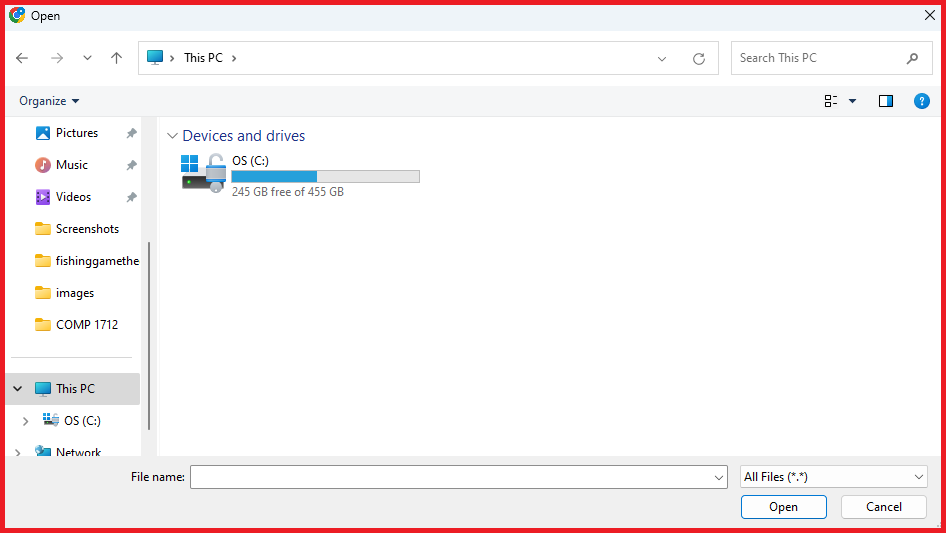 Open
This PC
Search This PC
Organize
Pictures
Music
Videos
Screenshots
fishinggamethe
images
COMP 1712
This PC
OS (C:)
Network
Devices and drives
OS (C:)
245 GB free of 455 GB
File name:
All Files (*.*)
Open
Cancel